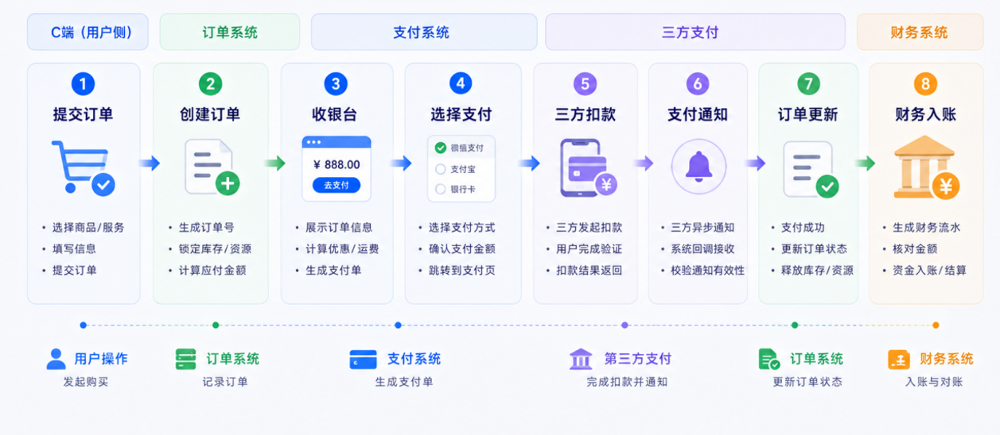 C端（用户侧）
订单系统
支付系统
三方支付
财务系统
1
提交订单
• 选择商品/服务
• 填写信息
• 提交订单
2
创建订单
• 生成订单号
• 锁定库存/资源
• 计算应付金额
3
收银台
¥ 888.00
去支付
• 展示订单信息
• 计算优惠/运费
• 生成支付单
4
选择支付
微信支付
支付宝
银行卡
• 选择支付方式
• 确认支付金额
• 跳转到支付页
5
三方扣款
¥
• 三方发起扣款
• 用户完成验证
• 扣款结果返回
6
支付通知
• 三方异步通知
• 系统回调接收
• 校验通知有效性
7
订单更新
• 支付成功
• 更新订单状态
• 释放库存/资源
8
财务入账
¥
• 生成财务流水
• 核对金额
• 资金入账/结算
用户操作
发起购买
订单系统
记录订单
支付系统
生成支付单
第三方支付
完成扣款并通知
订单系统
更新订单状态
财务系统
入账与对账